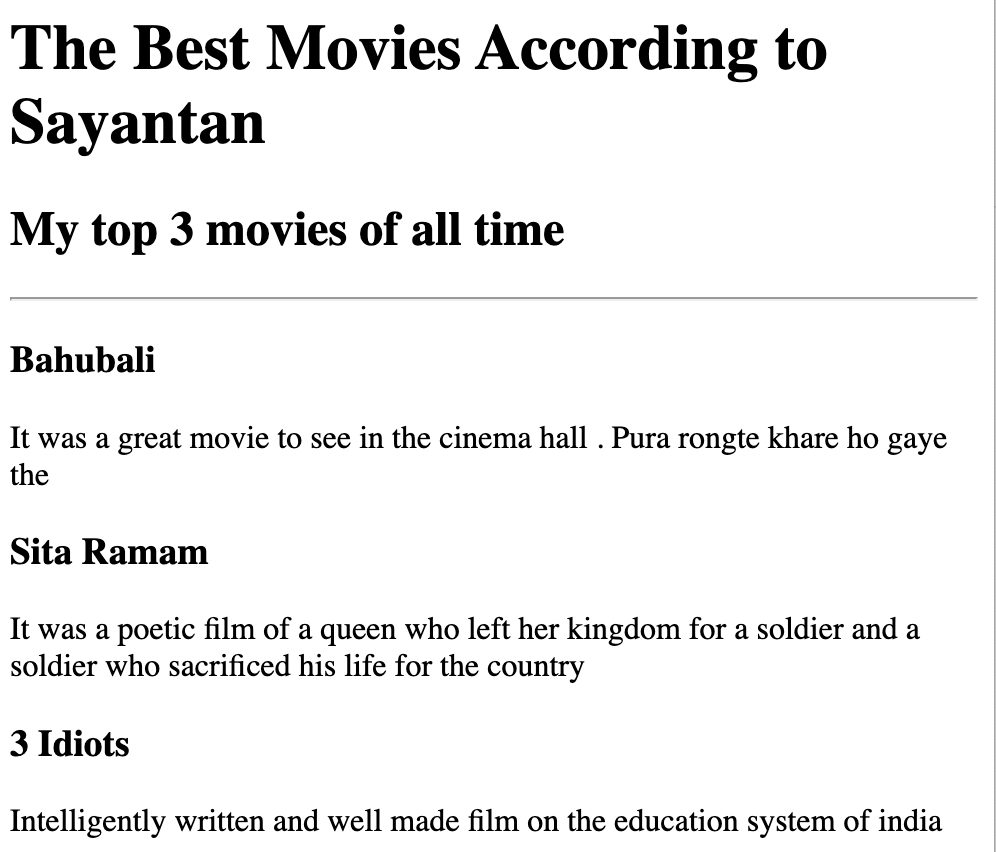 The Best Movies According to
Sayantan
My top 3 movies of all time
Bahubali
It was a great movie to see in the cinema hall . Pura rongte khare ho gaye
the
Sita Ramam
It was a poetic film of a queen who left her kingdom for a soldier and a
soldier who sacrificed his life for the country
3 Idiots
Intelligently written and well made film on the education system of india